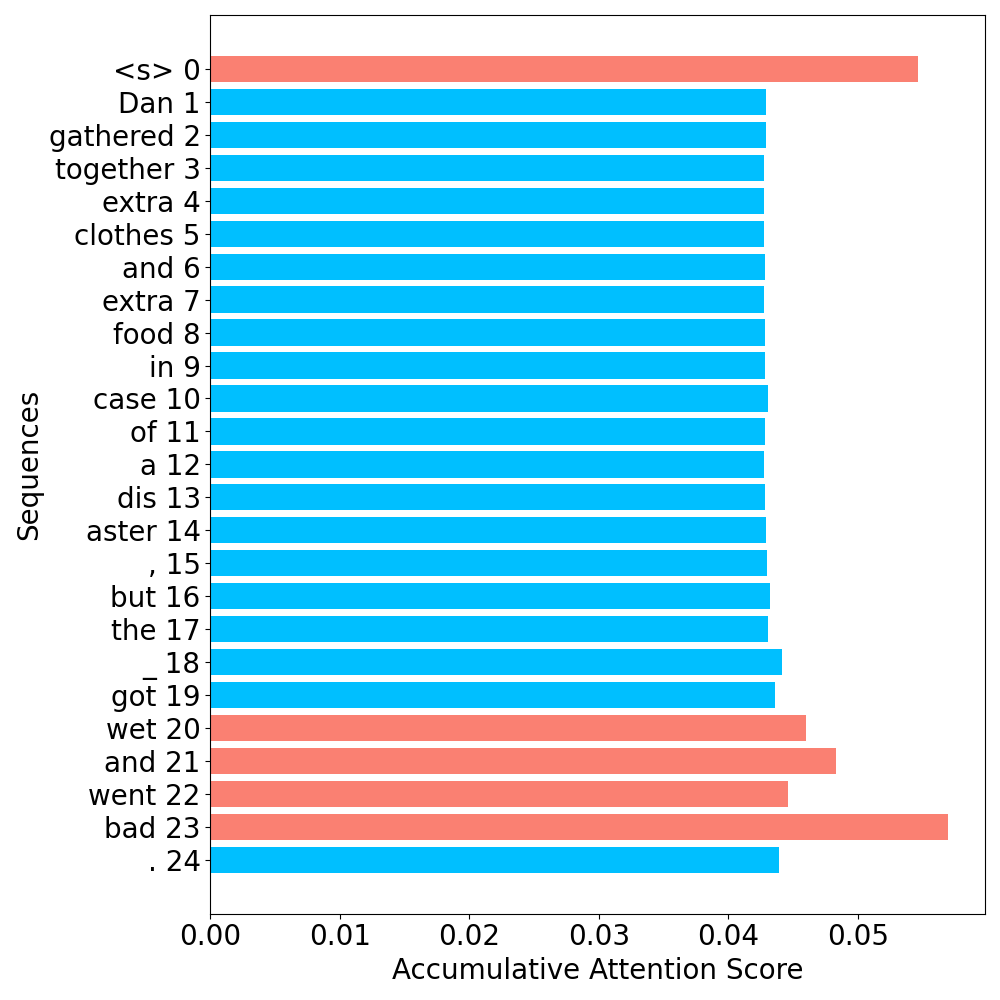 <s> 0
Dan 1
gathered 2
together 3
extra 4
clothes 5
and 6
extra 7
food 8
in 9
case 10
of 11
a 12
dis 13
aster 14
, 15
but 16
the 17
_ 18
got 19
wet 20
and 21
went 22
bad 23
. 24
Sequences
0.00 0.01 0.02 0.03 0.04 0.05
Accumulative Attention Score